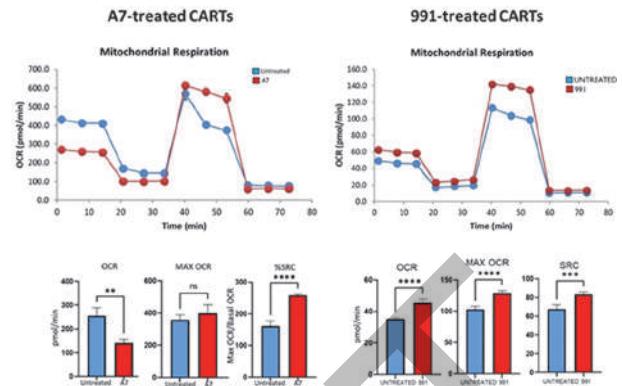 A7-treated CARTs
Mitochondrial Respiration
Untreated
A7
OCR (pmol/min)
700.0
600.0
500.0
400.0
300.0
200.0
100.0
0.0
0 10 20 30 40 50 60 70 80
Time (min)
991-treated CARTs
Mitochondrial Respiration
UNTREATED
991
OCR (pmol/min)
160.0
140.0
120.0
100.0
80.0
60.0
40.0
20.0
0.0
0 10 20 30 40 50 60 70 80
Time (min)
OCR
**
pmol/min
400
300
200
100
0
Untreated A7
MAX OCR
ns
600
400
200
0
Untreated A7
%SRC
****
Max OCR/Basal OCR
300
200
100
0
Untreated A7
OCR
****
pmol/min
60
40
20
0
UNTREATED 991
MAX OCR
****
150
100
50
0
UNTREATED 991
SRC
***
100
50
0
UNTREATED 991